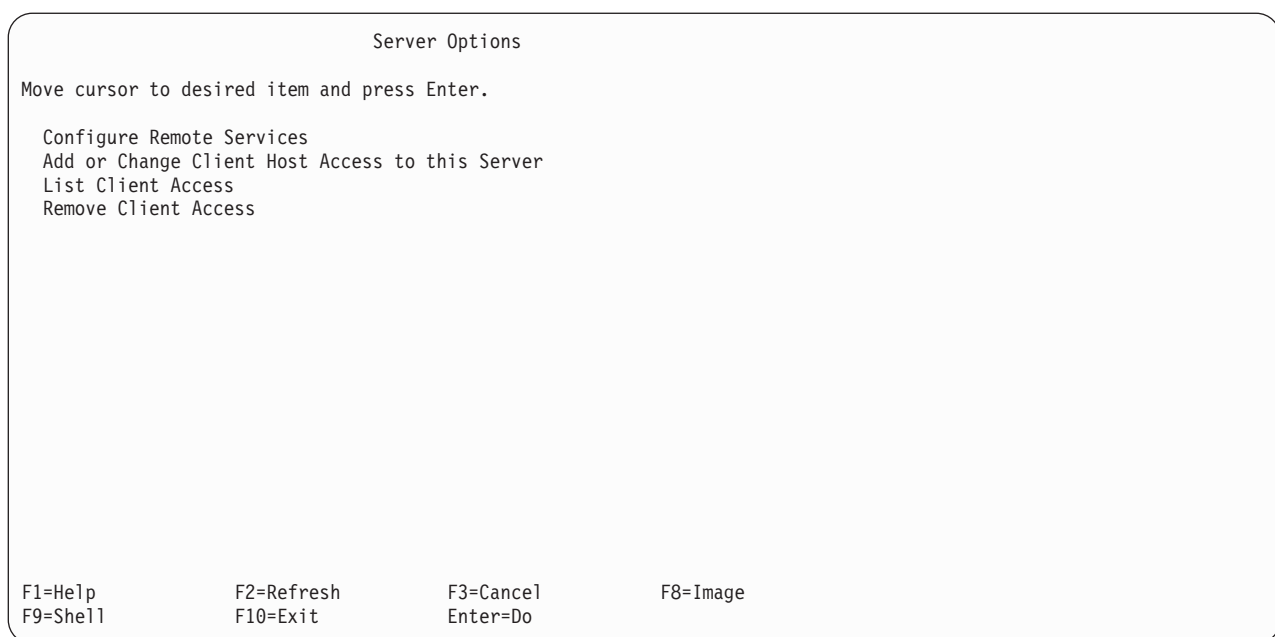 Server Options
Move cursor to desired item and press Enter.
Configure Remote Services
Add or Change Client Host Access to this Server
List Client Access
Remove Client Access
F1=Help F2=Refresh F3=Cancel F8=Image
F9=Shell F10=Exit Enter=Do